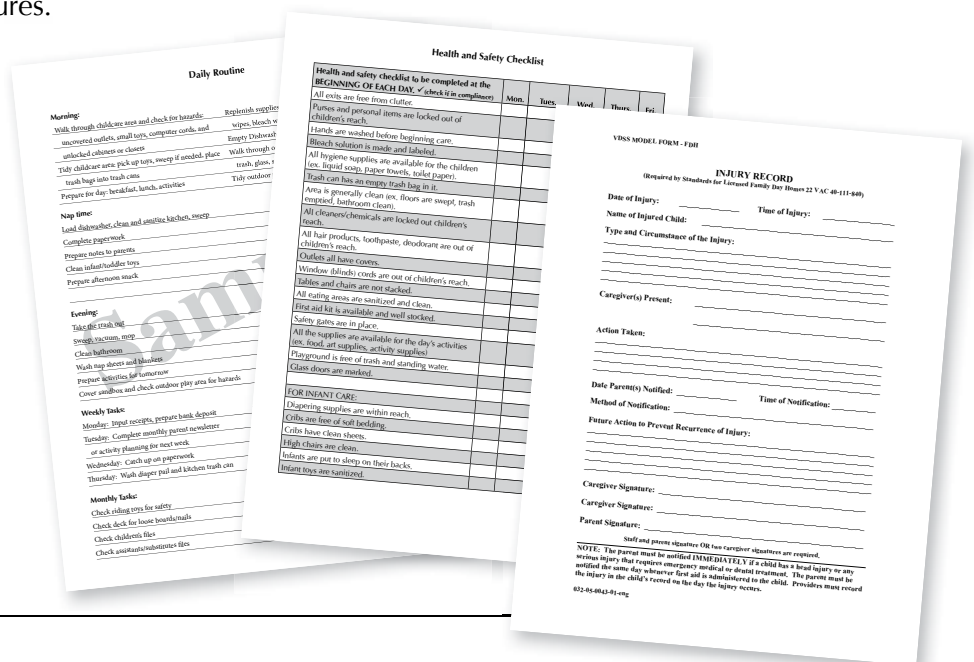 ures.
Daily Routine
Morning:
Walk through childcare area and check for hazards:
uncovered outlets, small toys, computer cords, and
unlocked cabinets or closets
Tidy childcare area: pick up toys, sweep if needed, place
trash bags into trash cans
Prepare for day: breakfast, lunch, activities
Replenish supplies
wipes, bleach w
Empty Dishwash
Walk through o
trash, glass, s
Tidy outdoor
Nap time:
Load dishwasher, clean and sanitize kitchen, sweep
Complete paperwork
Prepare notes to parents
Clean infant/toddler toys
Prepare afternoon snack
Evening:
Take the trash out
Sweep, vacuum, mop
Clean bathroom
Wash nap sheets and blankets
Prepare activities for tomorrow
Cover sandbox and check outdoor play area for hazards
Weekly Tasks:
Monday: Input receipts, prepare bank deposit
Tuesday: Complete monthly parent newsletter
or activity planning for next week
Wednesday: Catch up on paperwork
Thursday: Wash diaper pail and kitchen trash can
Monthly Tasks:
Check riding toys for safety
Check deck for loose boards/nails
Check children's files
Check assistants/substitutes files
Sam
Health and Safety Checklist
Health and safety checklist to be completed at the
BEGINNING OF EACH DAY. ✓ (check if in compliance) Mon. Tues. Wed. Thurs. Fri.
All exits are free from clutter.
Purses and personal items are locked out of
children's reach.
Hands are washed before beginning care.
Bleach solution is made and labeled.
All hygiene supplies are available for the children
(ex. liquid soap, paper towels, toilet paper).
Trash can has an empty trash bag in it.
Area is generally clean (ex. floors are swept, trash
emptied, bathroom clean).
All cleaners/chemicals are locked out children's
reach.
All hair products, toothpaste, deodorant are out of
children's reach.
Outlets all have covers.
Window (blinds) cords are out of children's reach.
Tables and chairs are not stacked.
All eating areas are sanitized and clean.
First aid kit is available and well stocked.
Safety gates are in place.
All the supplies are available for the day's activities
(ex. food, art supplies, activity supplies)
Playground is free of trash and standing water.
Glass doors are marked.
FOR INFANT CARE:
Diapering supplies are within reach.
Cribs are free of soft bedding.
Cribs have clean sheets.
High chairs are clean.
Infants are put to sleep on their backs.
Infant toys are sanitized.
VDSS MODEL FORM - FDH
INJURY RECORD
(Required by Standards for Licensed Family Day Homes 22 VAC 40-111-840)
Date of Injury: Time of Injury:
Name of Injured Child:
Type and Circumstance of the Injury:
Caregiver(s) Present:
Action Taken:
Date Parent(s) Notified: Time of Notification:
Method of Notification:
Future Action to Prevent Recurrence of Injury:
Caregiver Signature:
Caregiver Signature:
Parent Signature:
Staff and parent signature OR two caregiver signatures are required.
NOTE: The parent must be notified IMMEDIATELY if a child has a head injury or any
serious injury that requires emergency medical or dental treatment. The parent must be
notified the same day whenever first aid is administered to the child. Providers must record
the injury in the child's record on the day the injury occurs.
032-05-0043-01-eng